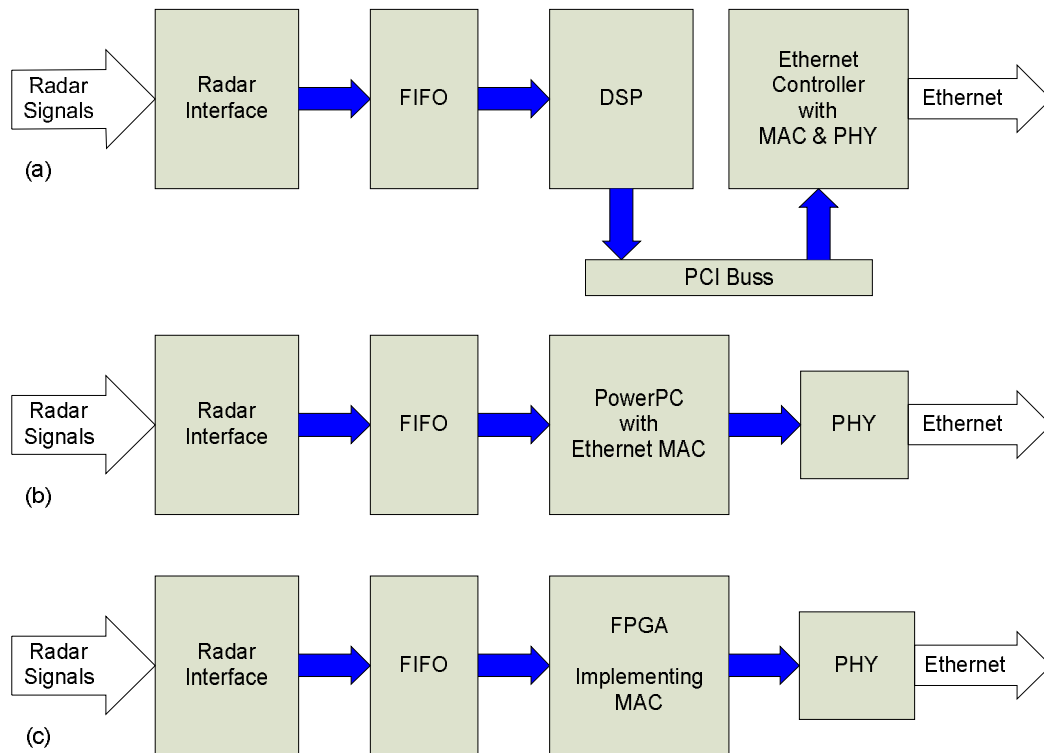 Radar
Signals
Radar
Interface
FIFO
DSP
Ethernet
Controller
with
MAC & PHY
Ethernet
(a)
PCI Buss
Radar
Signals
Radar
Interface
FIFO
PowerPC
with
Ethernet MAC
PHY
Ethernet
(b)
Radar
Signals
Radar
Interface
FIFO
FPGA
Implementing
MAC
PHY
Ethernet
(c)